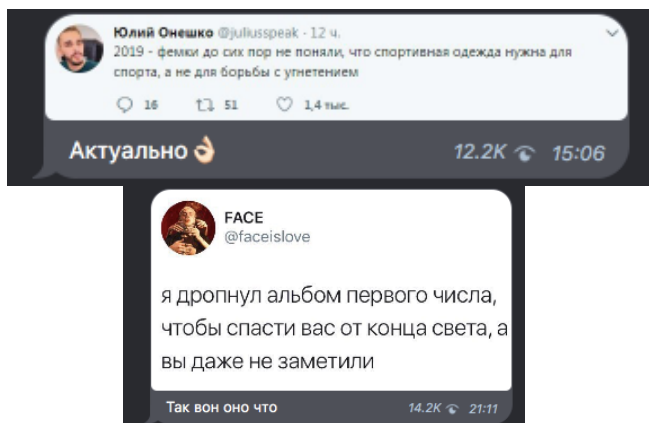 Юлий Онешко @juliusspeak · 12 ч.
2019 - фемки до сих пор не поняли, что спортивная одежда нужна для
спорта, а не для борьбы с угнетением
16 51 1,4 тыс.
Актуально👌🏻 12.2K 15:06
FACE
@faceislove
я дропнул альбом первого числа,
чтобы спасти вас от конца света, а
вы даже не заметили
Так вон оно что 14.2K 21:11